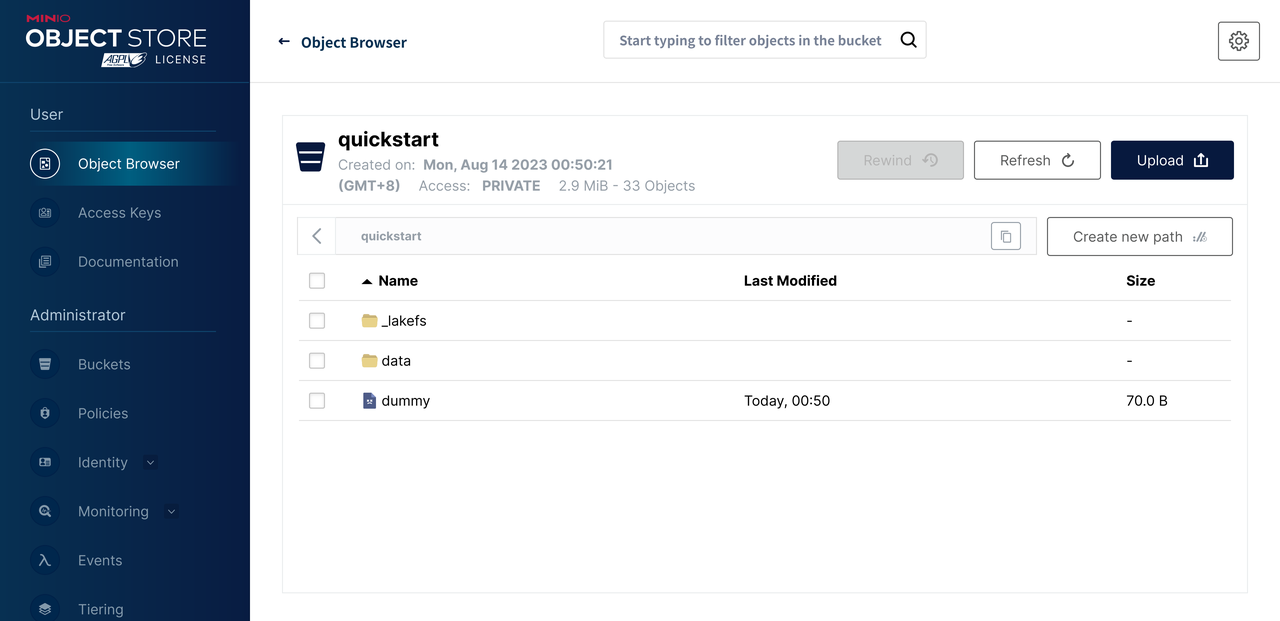 MINIO
OBJECT STORE
AGPLv3 LICENSE
User
Object Browser
Access Keys
Documentation
Administrator
Buckets
Policies
Identity
Monitoring
Events
Tiering
← Object Browser
Start typing to filter objects in the bucket
quickstart
Created on: Mon, Aug 14 2023 00:50:21
(GMT+8) Access: PRIVATE 2.9 MiB - 33 Objects
Rewind
Refresh
Upload
quickstart
Create new path
Name Last Modified Size
_lakefs -
data -
dummy Today, 00:50 70.0 B